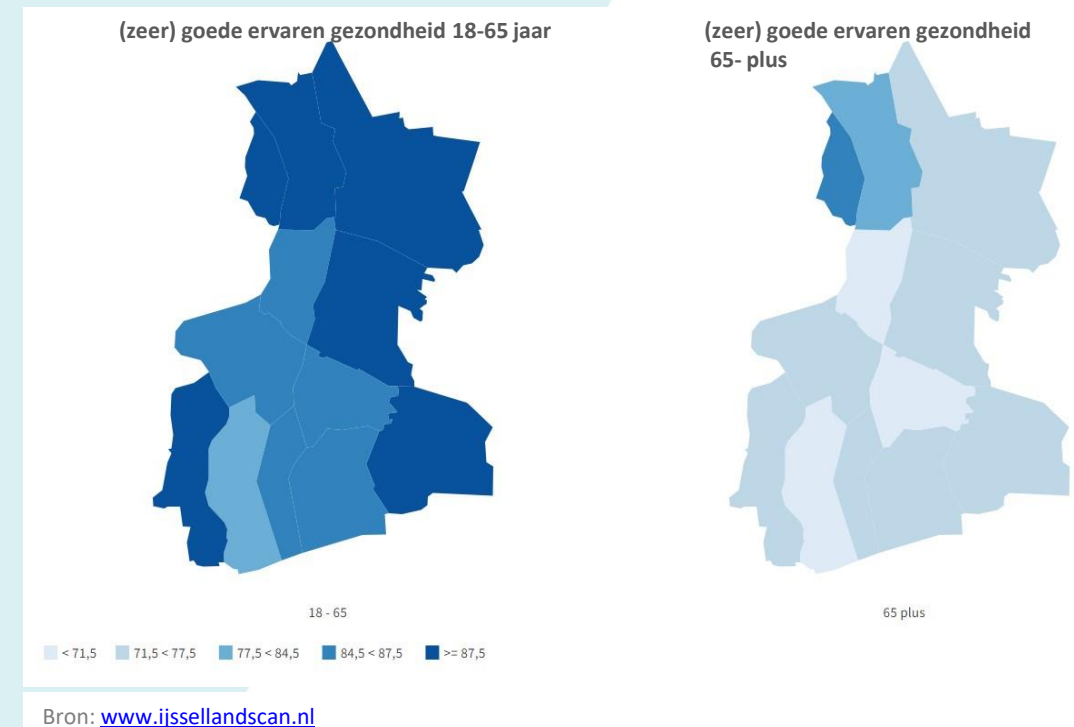 (zeer) goede ervaren gezondheid 18-65 jaar
(zeer) goede ervaren gezondheid
65- plus
18 - 65
65 plus
< 71,5 71,5 < 77,5 77,5 < 84,5 84,5 < 87,5 >= 87,5
Bron: www.ijssellandscan.nl